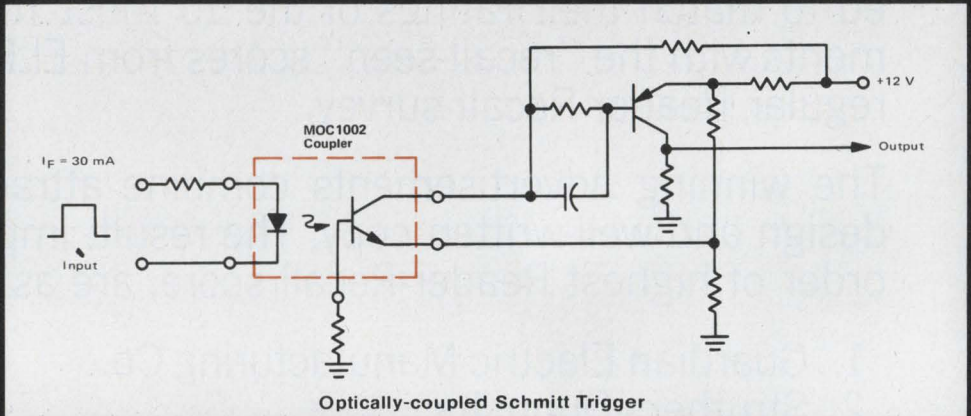 +12 V
MOC1002
Coupler
Output
I_F = 30 mA
Input
Optically-coupled Schmitt Trigger